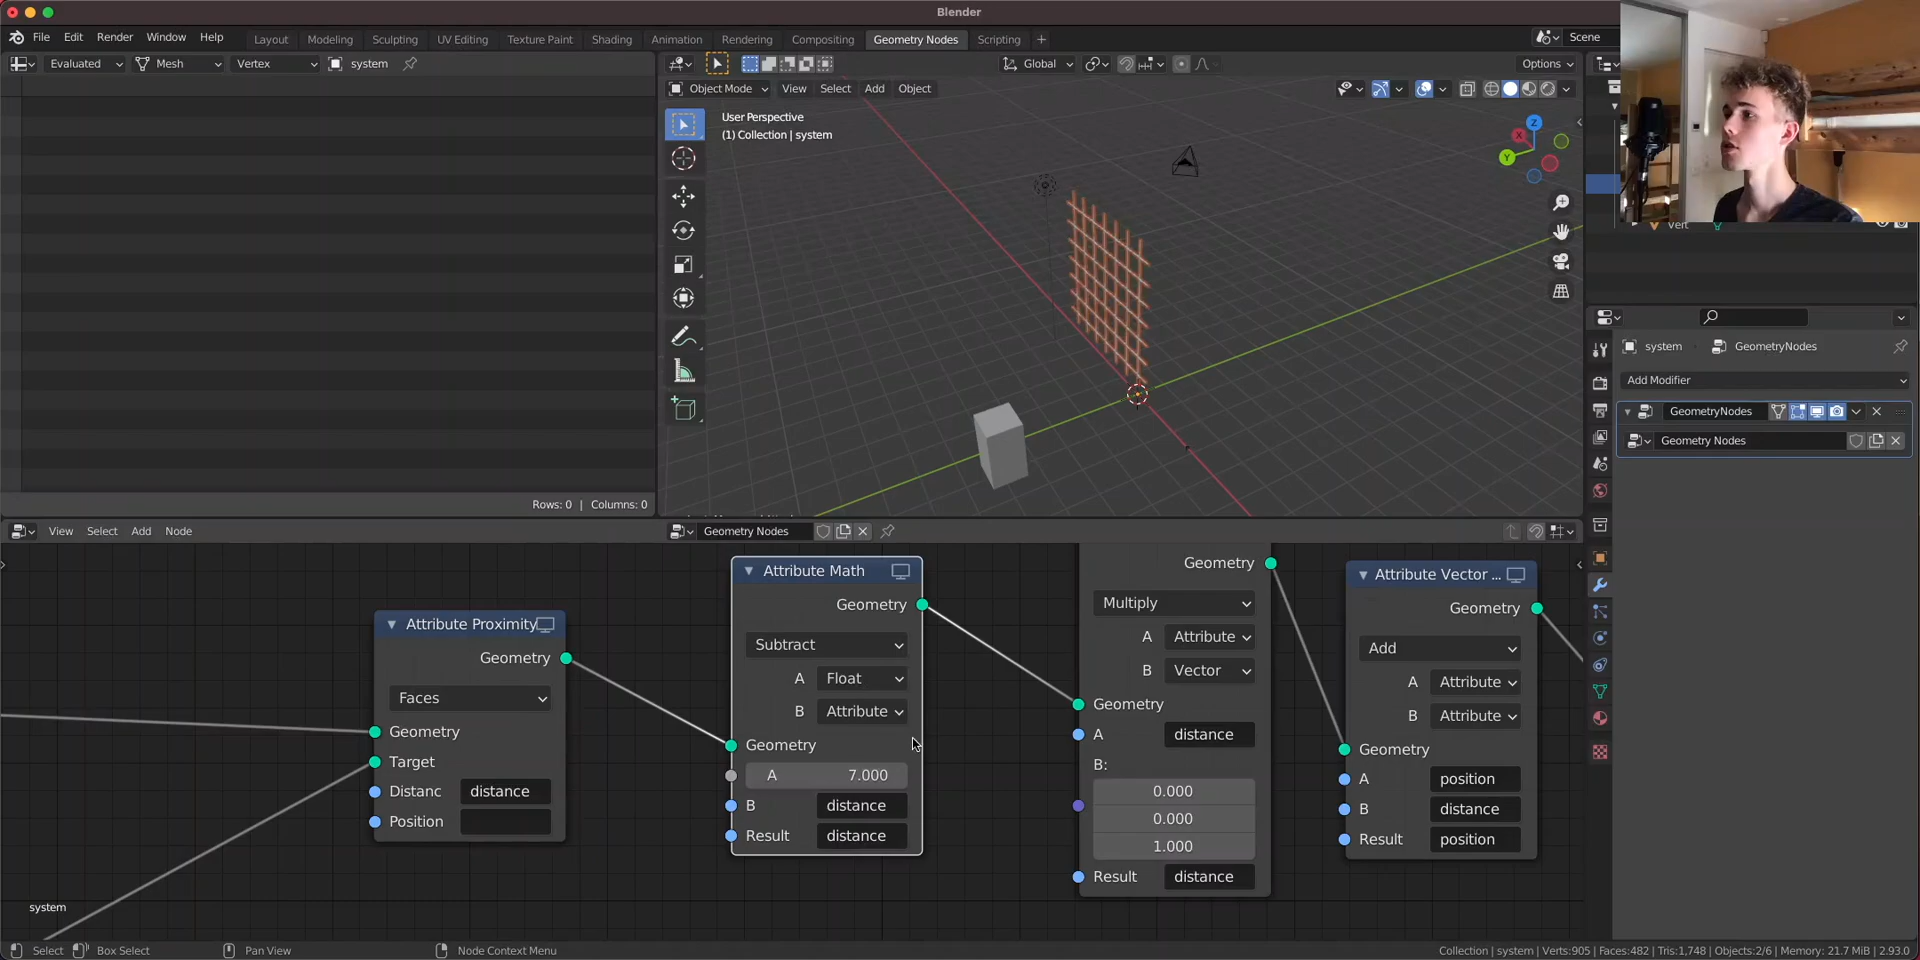 Blender
File Edit Render Window Help
Layout Modeling Sculpting UV Editing Texture Paint Shading Animation Rendering Compositing Geometry Nodes Scripting +
Scene
Evaluated Mesh Vertex system
Global
Options
Object Mode View Select Add Object
User Perspective
(1) Collection | system
Z
X
Y
Vert
system GeometryNodes
Add Modifier
GeometryNodes
Geometry Nodes
Rows: 0 | Columns: 0
View Select Add Node
Geometry Nodes
Attribute Proximity
Geometry
Faces
Geometry
Target
Distanc distance
Position
Attribute Math
Geometry
Subtract
A Float
B Attribute
Geometry
A 7.000
B distance
Result distance
Geometry
Multiply
A Attribute
B Vector
Geometry
A distance
B:
0.000
0.000
1.000
Result distance
Attribute Vector ...
Geometry
Add
A Attribute
B Attribute
Geometry
A position
B distance
Result position
system
Select Box Select Pan View Node Context Menu
Collection | system | Verts:905 | Faces:482 | Tris:1,748 | Objects:2/6 | Memory: 21.7 MiB | 2.93.0